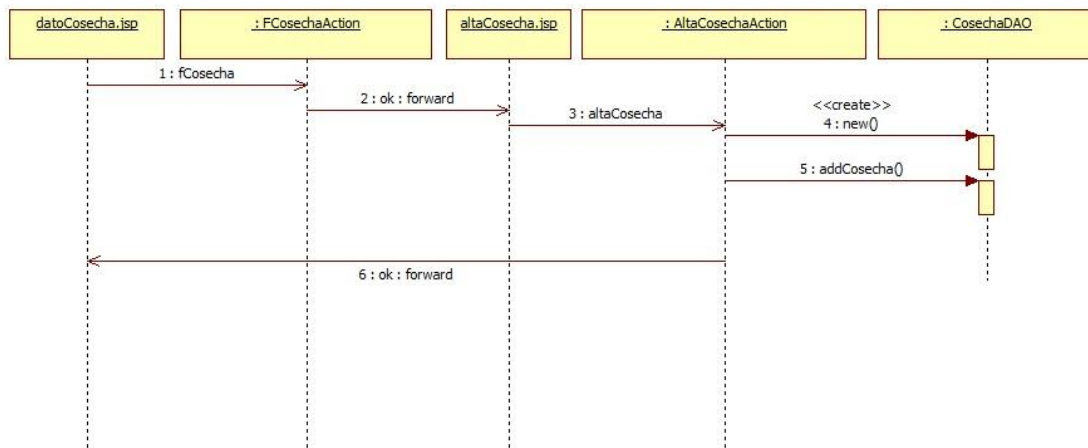 datoCosecha.jsp
: FCosechaAction
altaCosecha.jsp
: AltaCosechaAction
: CosechaDAO
1 : fCosecha
2 : ok : forward
3 : altaCosecha
<<create>>
4 : new()
5 : addCosecha()
6 : ok : forward